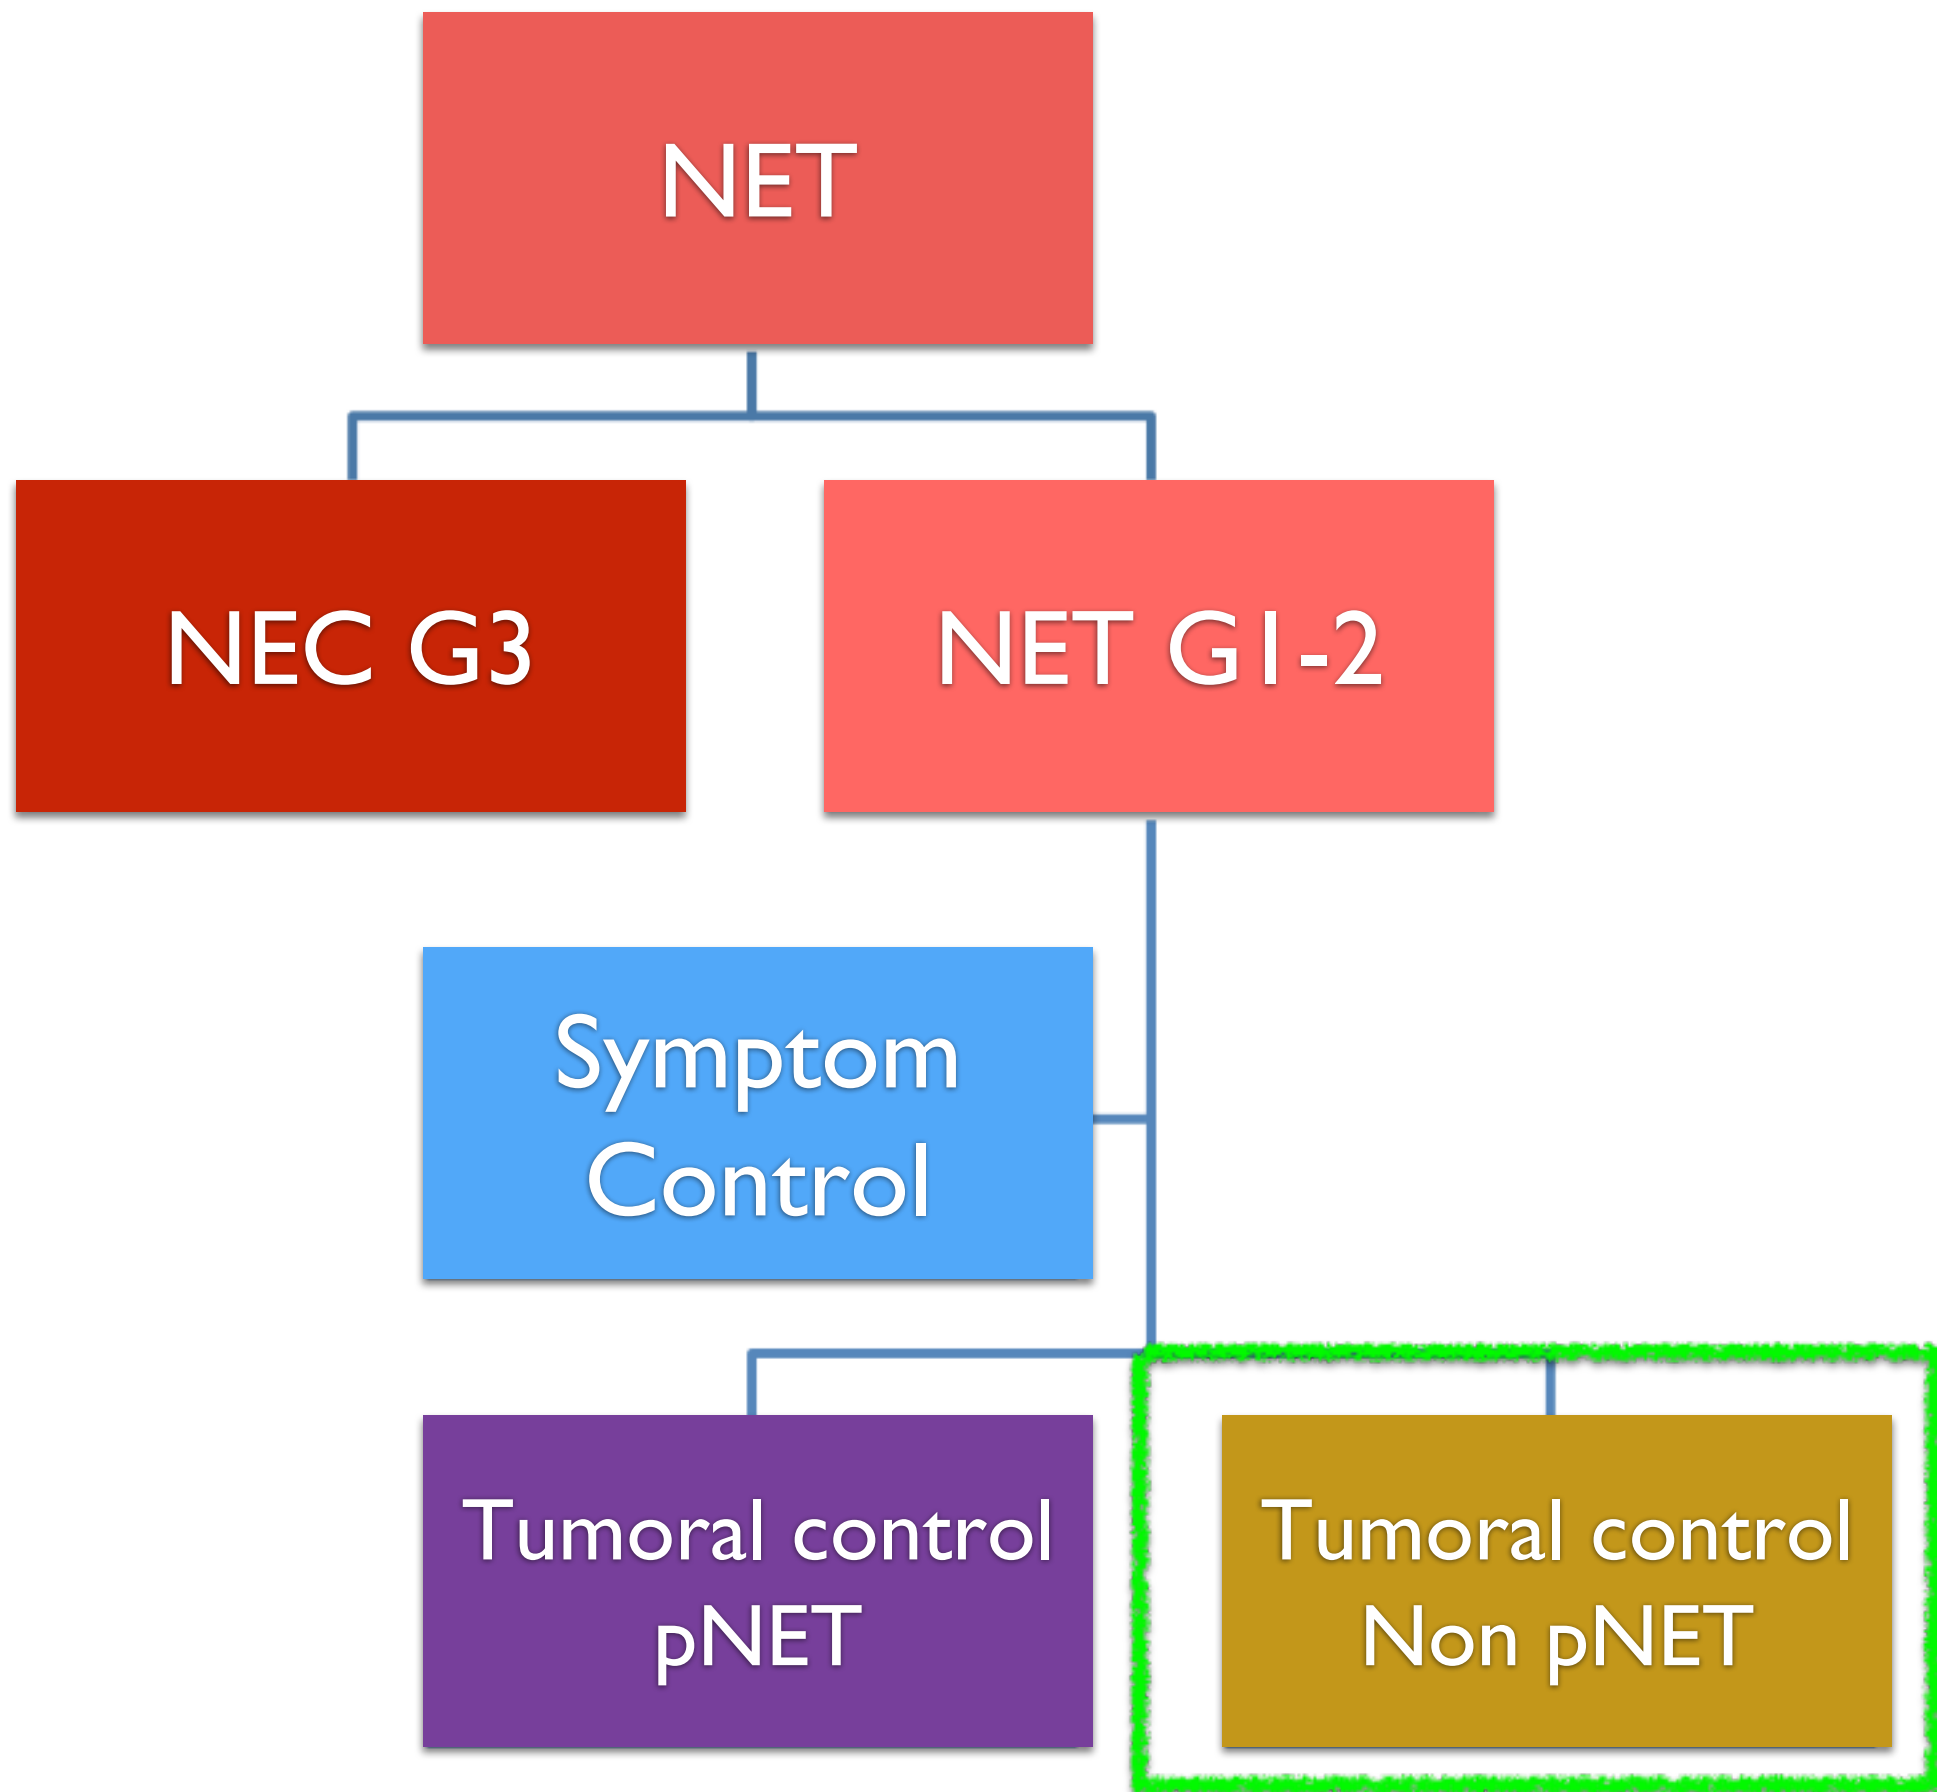 NET
NEC G3
NET G1-2
Symptom
Control
Tumoral control
pNET
Tumoral control
Non pNET